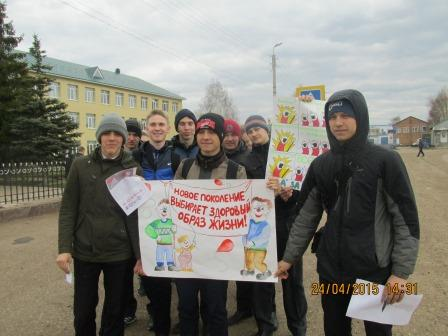 НОВОЕ ПОКОЛЕНИЕ
ВЫБИРАЕТ ЗДОРОВЫЙ
ОБРАЗ ЖИЗНИ!
24/04/2015 14:31